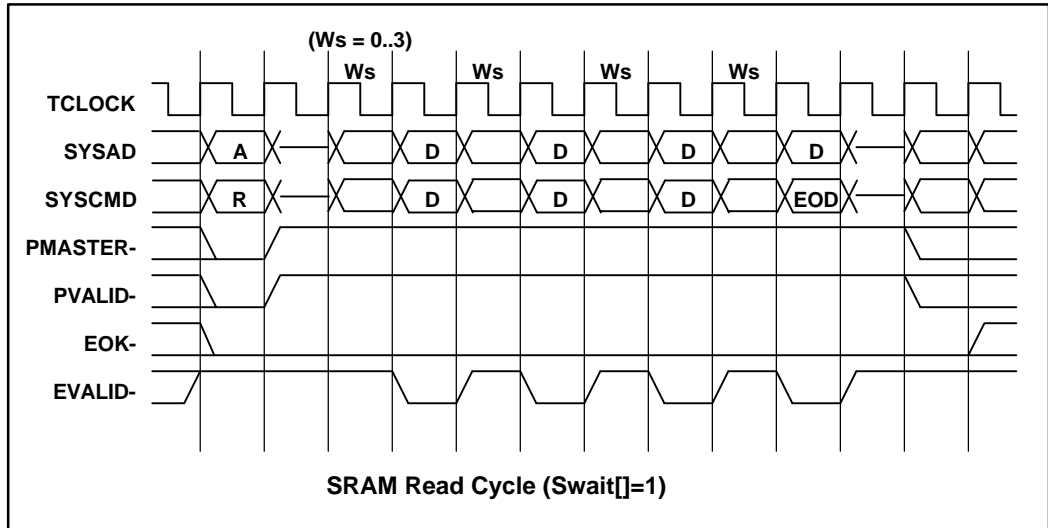 (Ws = 0..3)
Ws Ws Ws Ws
TCLOCK
SYSAD A D D D D
SYSCMD R D D D EOD
PMASTER-
PVALID-
EOK-
EVALID-
SRAM Read Cycle (Swait[]=1)